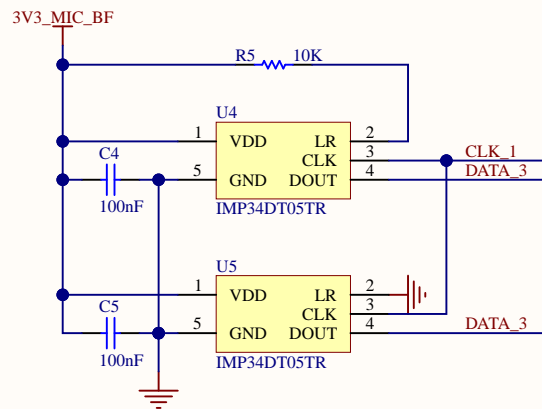 3V3_MIC_BF
R5 10K
U4
1 VDD LR 2
CLK 3 CLK_1
C4 5 GND DOUT 4 DATA_3
100nF IMP34DT05TR
U5
1 VDD LR 2
CLK 3
C5 5 GND DOUT 4 DATA_3
100nF IMP34DT05TR